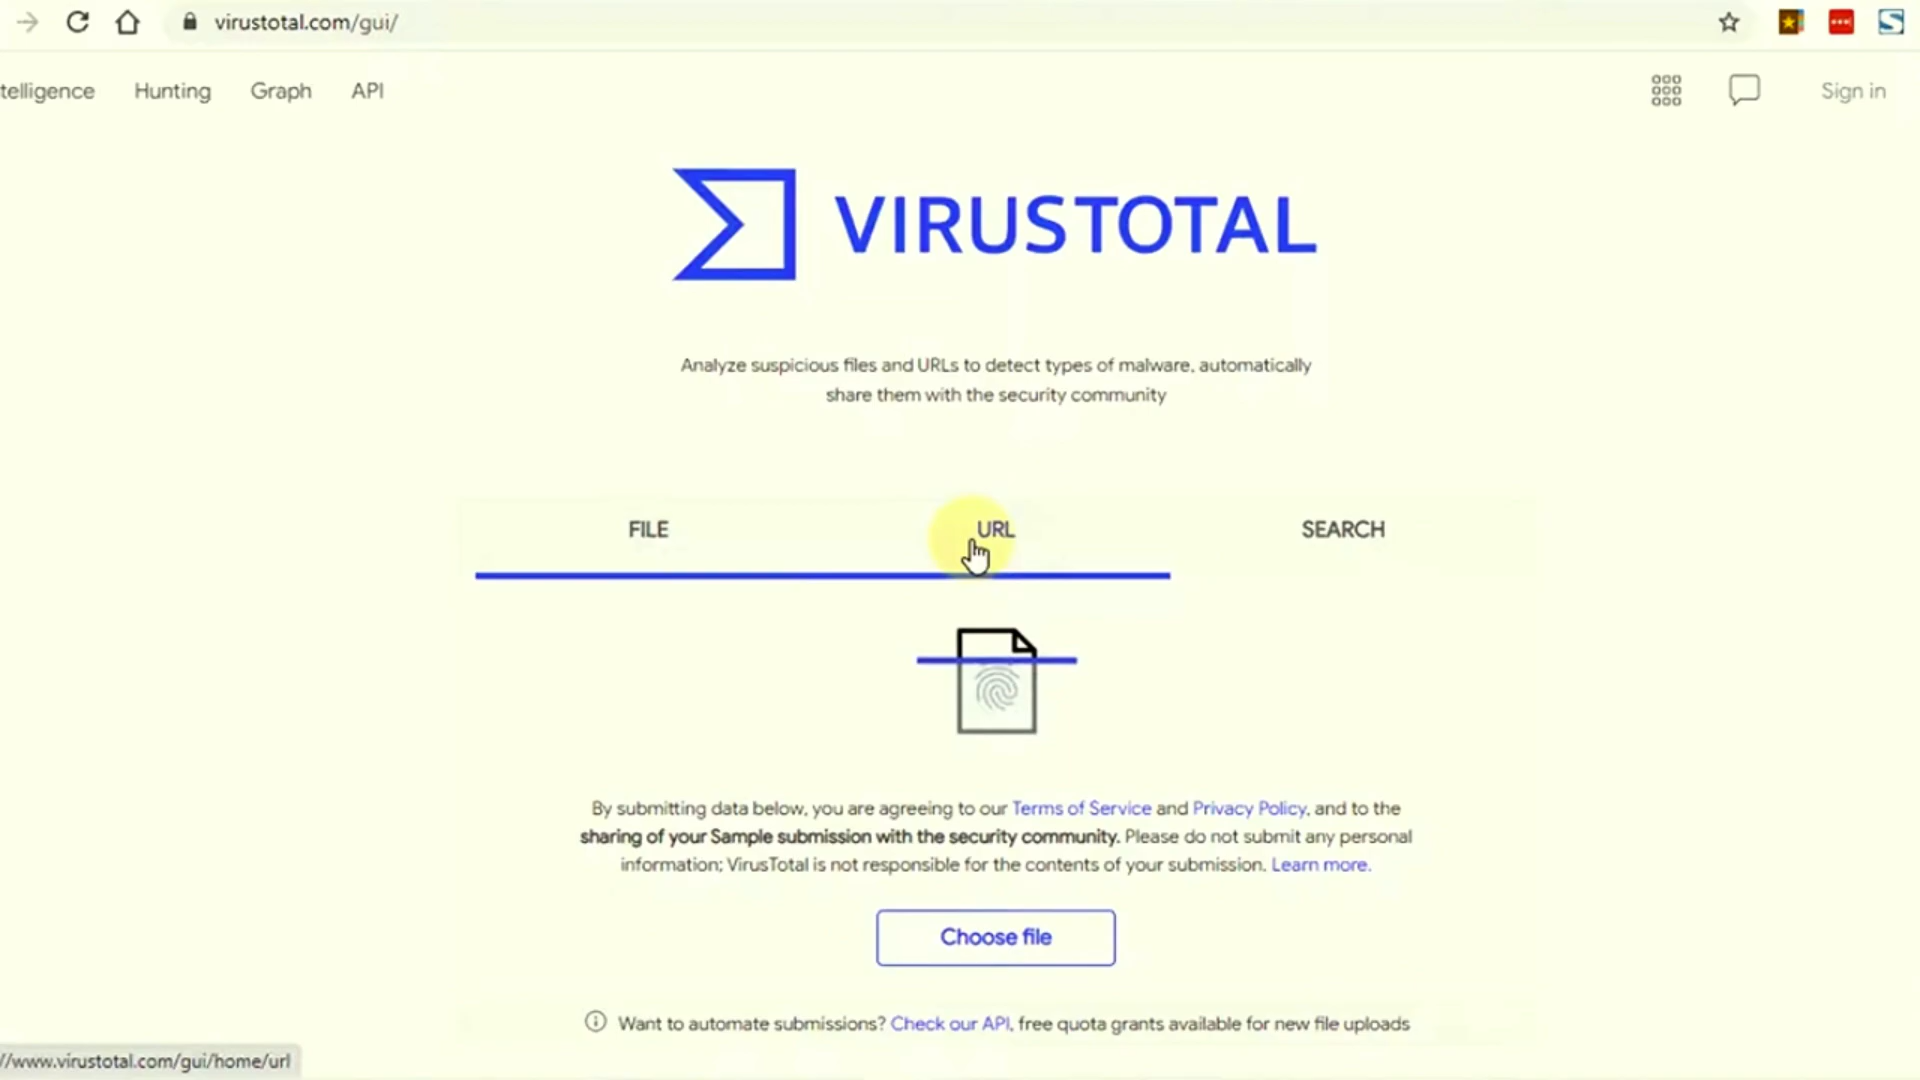 virustotal.com/gui/
telligence Hunting Graph API Sign in
VIRUSTOTAL
Analyze suspicious files and URLs to detect types of malware, automatically
share them with the security community
FILE URL SEARCH
By submitting data below, you are agreeing to our Terms of Service and Privacy Policy, and to the
sharing of your Sample submission with the security community. Please do not submit any personal
information; VirusTotal is not responsible for the contents of your submission. Learn more.
Choose file
Want to automate submissions? Check our API, free quota grants available for new file uploads
//www.virustotal.com/gui/home/url